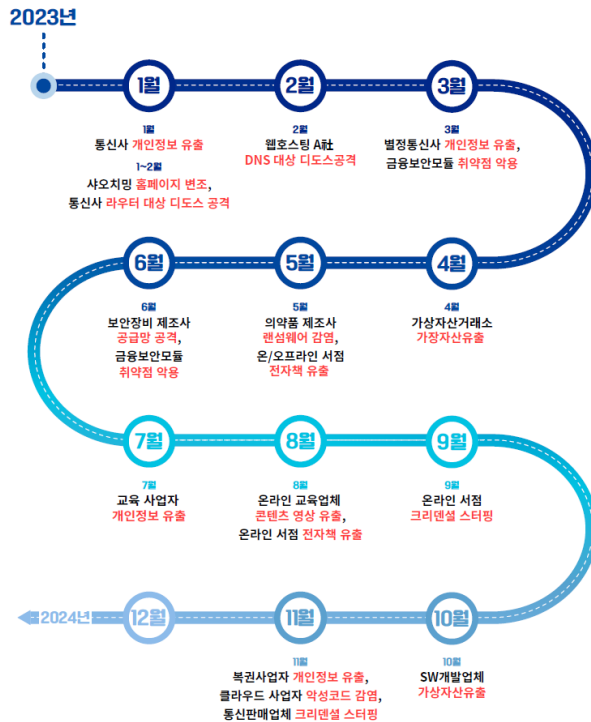 2023년
1월
2월
3월
1월
통신사 개인정보 유출
1~2월
샤오치밍 홈페이지 변조,
통신사 라우터 대상 디도스 공격
2월
웹호스팅 A社
DNS 대상 디도스공격
3월
별정통신사 개인정보 유출,
금융보안모듈 취약점 악용
6월
5월
4월
6월
보안장비 제조사
공급망 공격,
금융보안모듈
취약점 악용
5월
의약품 제조사
랜섬웨어 감염,
온/오프라인 서점
전자책 유출
4월
가상자산거래소
가장자산유출
7월
8월
9월
7월
교육 사업자
개인정보 유출
8월
온라인 교육업체
콘텐츠 영상 유출,
온라인 서점 전자책 유출
9월
온라인 서점
크리덴셜 스터핑
2024년
12월
11월
10월
11월
복권사업자 개인정보 유출,
클라우드 사업자 악성코드 감염,
통신판매업체 크리덴셜 스터핑
10월
SW개발업체
가상자산유출